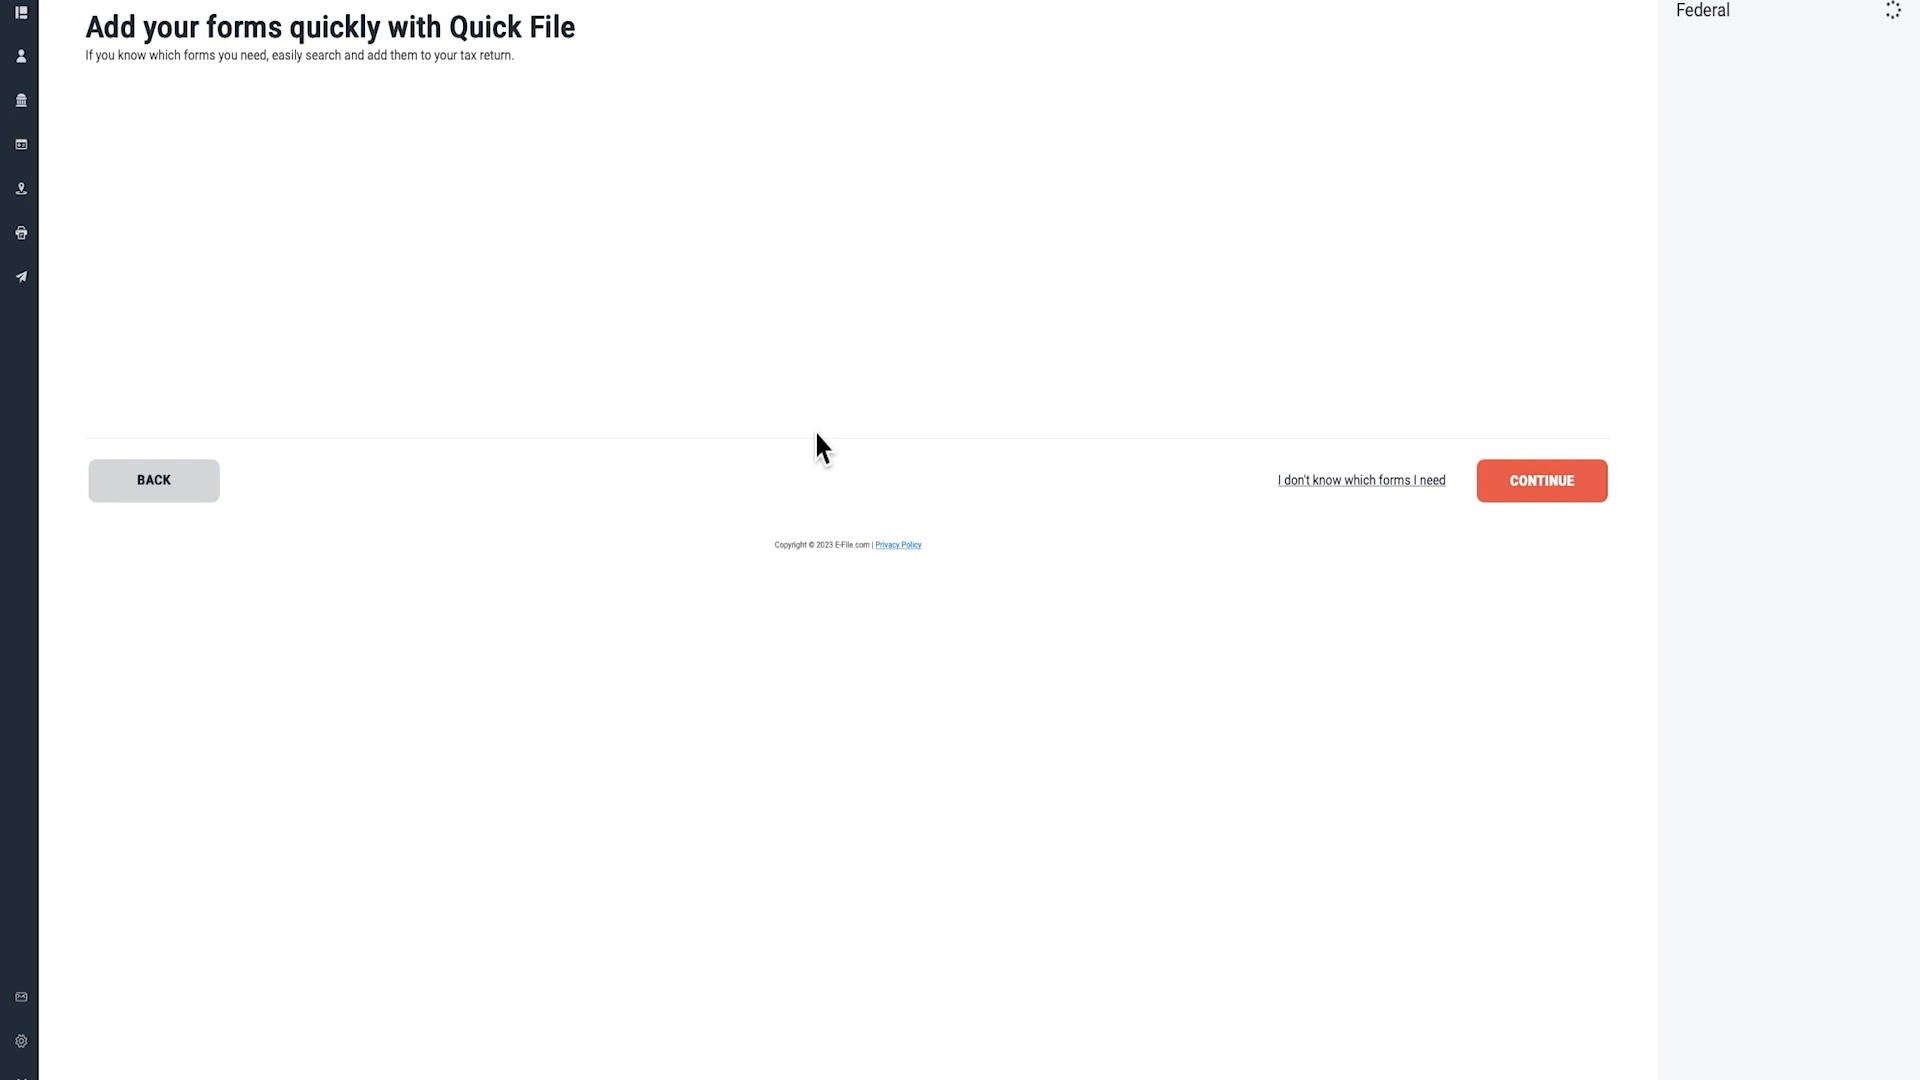 Add your forms quickly with Quick File
If you know which forms you need, easily search and add them to your tax return.
Federal
BACK
I don't know which forms I need
CONTINUE
Copyright © 2023 E-File.com | Privacy Policy